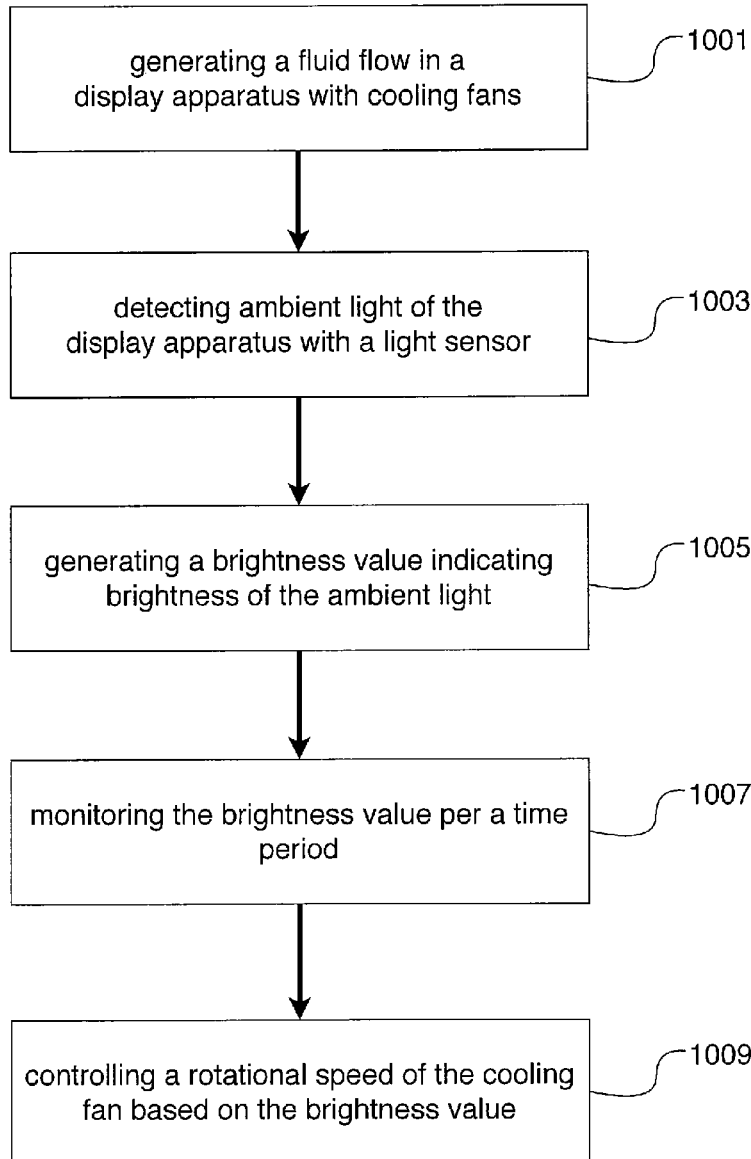 generating a fluid flow in a
display apparatus with cooling fans
1001
detecting ambient light of the
display apparatus with a light sensor
1003
generating a brightness value indicating
brightness of the ambient light
1005
monitoring the brightness value per a time
period
1007
controlling a rotational speed of the cooling
fan based on the brightness value
1009